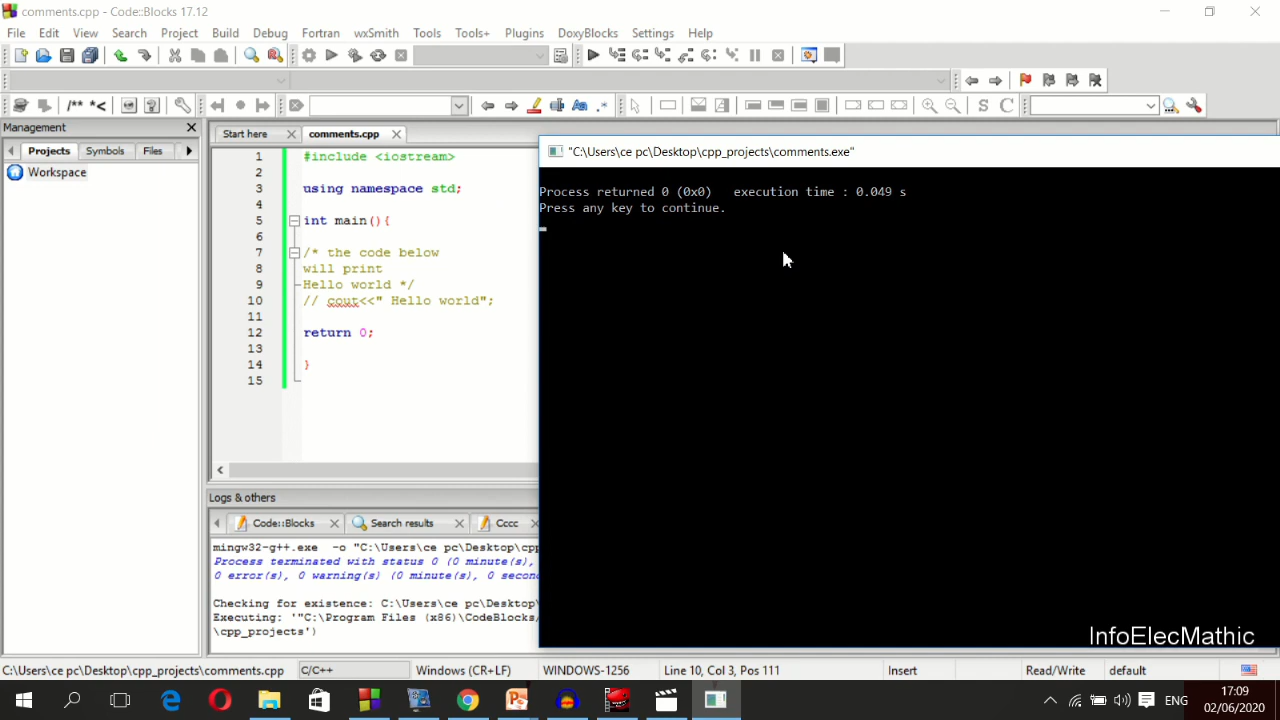 comments.cpp - Code::Blocks 17.12
File Edit View Search Project Build Debug Fortran wxSmith Tools Tools+ Plugins DoxyBlocks Settings Help
/** *<
.*
S C
Management
Projects Symbols Files
Workspace
Start here comments.cpp
1 #include <iostream>
2
3 using namespace std;
4
5 int main(){
6
7 /* the code below
8 will print
9 Hello world */
10 // cout<<" Hello world";
11
12 return 0;
13
14 }
15
"C:\Users\ce pc\Desktop\cpp_projects\comments.exe"
Process returned 0 (0x0)   execution time : 0.049 s
Press any key to continue.
Logs & others
Code::Blocks Search results Cccc
mingw32-g++.exe  -o "C:\Users\ce pc\Desktop\cpp
Process terminated with status 0 (0 minute(s),
0 error(s), 0 warning(s) (0 minute(s), 0 second
Checking for existence: C:\Users\ce pc\Desktop\
Executing: '"C:\Program Files (x86)\CodeBlocks/
\cpp_projects')
InfoElecMathic
C:\Users\ce pc\Desktop\cpp_projects\comments.cpp C/C++ Windows (CR+LF) WINDOWS-1256 Line 10, Col 3, Pos 111 Insert Read/Write default
ENG 17:09
02/06/2020